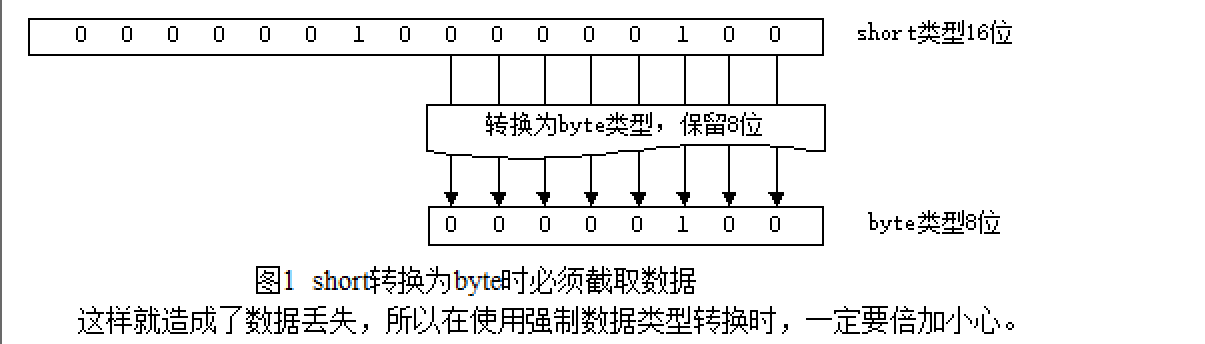 0 0 0 0 0 0 1 0 0 0 0 0 0 1 0 0 short类型16位
转换为byte类型，保留8位
0 0 0 0 0 1 0 0 byte类型8位
图1 short转换为byte时必须截取数据
这样就造成了数据丢失，所以在使用强制数据类型转换时，一定要倍加小心。